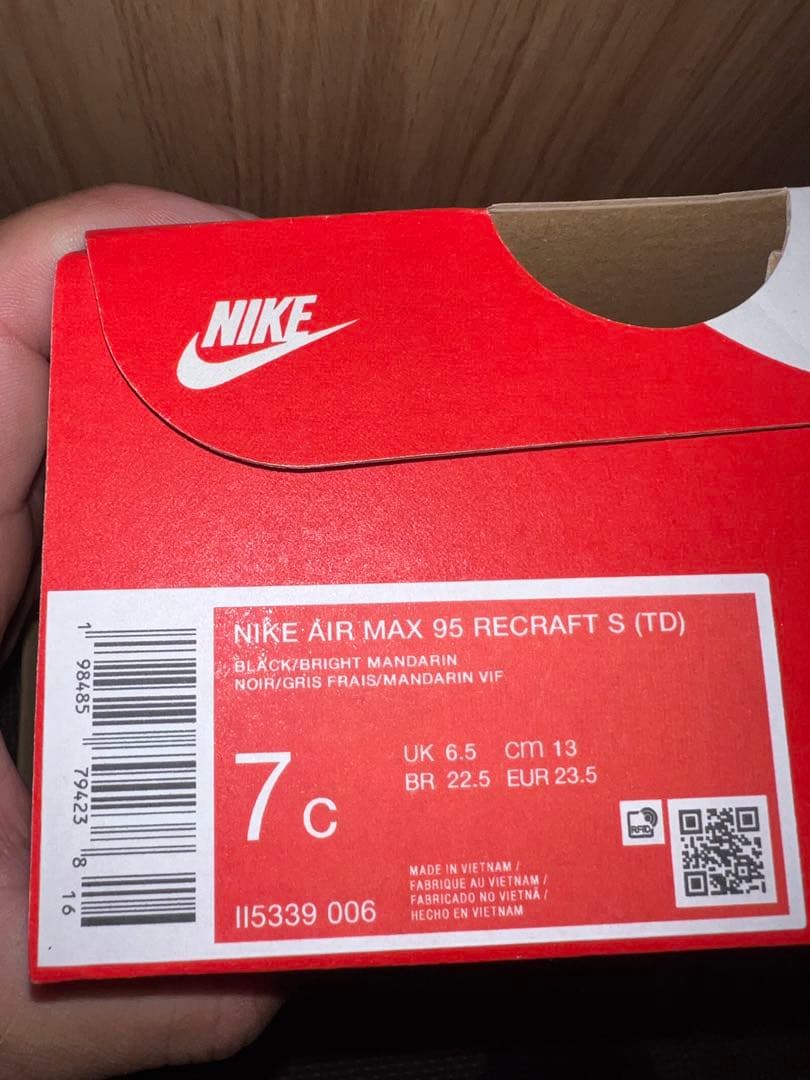 NIKE
NIKE AIR MAX 95 RECRAFT S (TD)
BLACK/BRIGHT MANDARIN
NOIR/GRIS FRAIS/MANDARIN VIF
7 c
UK 6.5 cm 13
BR 22.5 EUR 23.5
RFID
MADE IN VIETNAM /
FABRIQUE AU VIETNAM /
FABRICADO NO VIETNÃ /
HECHO EN VIETNAM
II5339 006
1 98485 79423 8 16